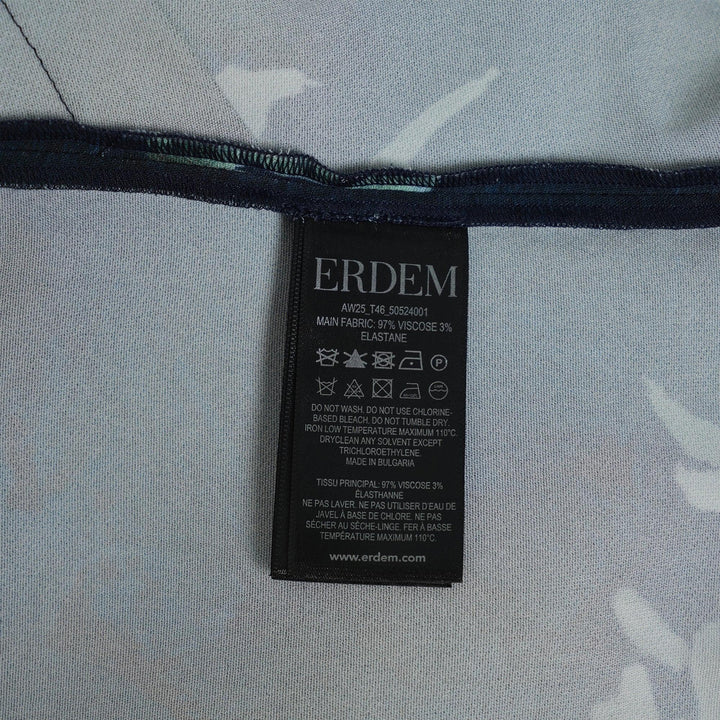 ERDEM
AW25_T46_50524001
MAIN FABRIC: 97% VISCOSE 3%
ELASTANE
P
DO NOT WASH. DO NOT USE CHLORINE-
BASED BLEACH. DO NOT TUMBLE DRY.
IRON LOW TEMPERATURE MAXIMUM 110°C.
DRYCLEAN ANY SOLVENT EXCEPT
TRICHLOROETHYLENE.
MADE IN BULGARIA
TISSU PRINCIPAL: 97% VISCOSE 3%
ÉLASTHANNE
NE PAS LAVER. NE PAS UTILISER D'EAU DE
JAVEL À BASE DE CHLORE. NE PAS
SÉCHER AU SÈCHE-LINGE. FER À BASSE
TEMPÉRATURE MAXIMUM 110°C.
www.erdem.com